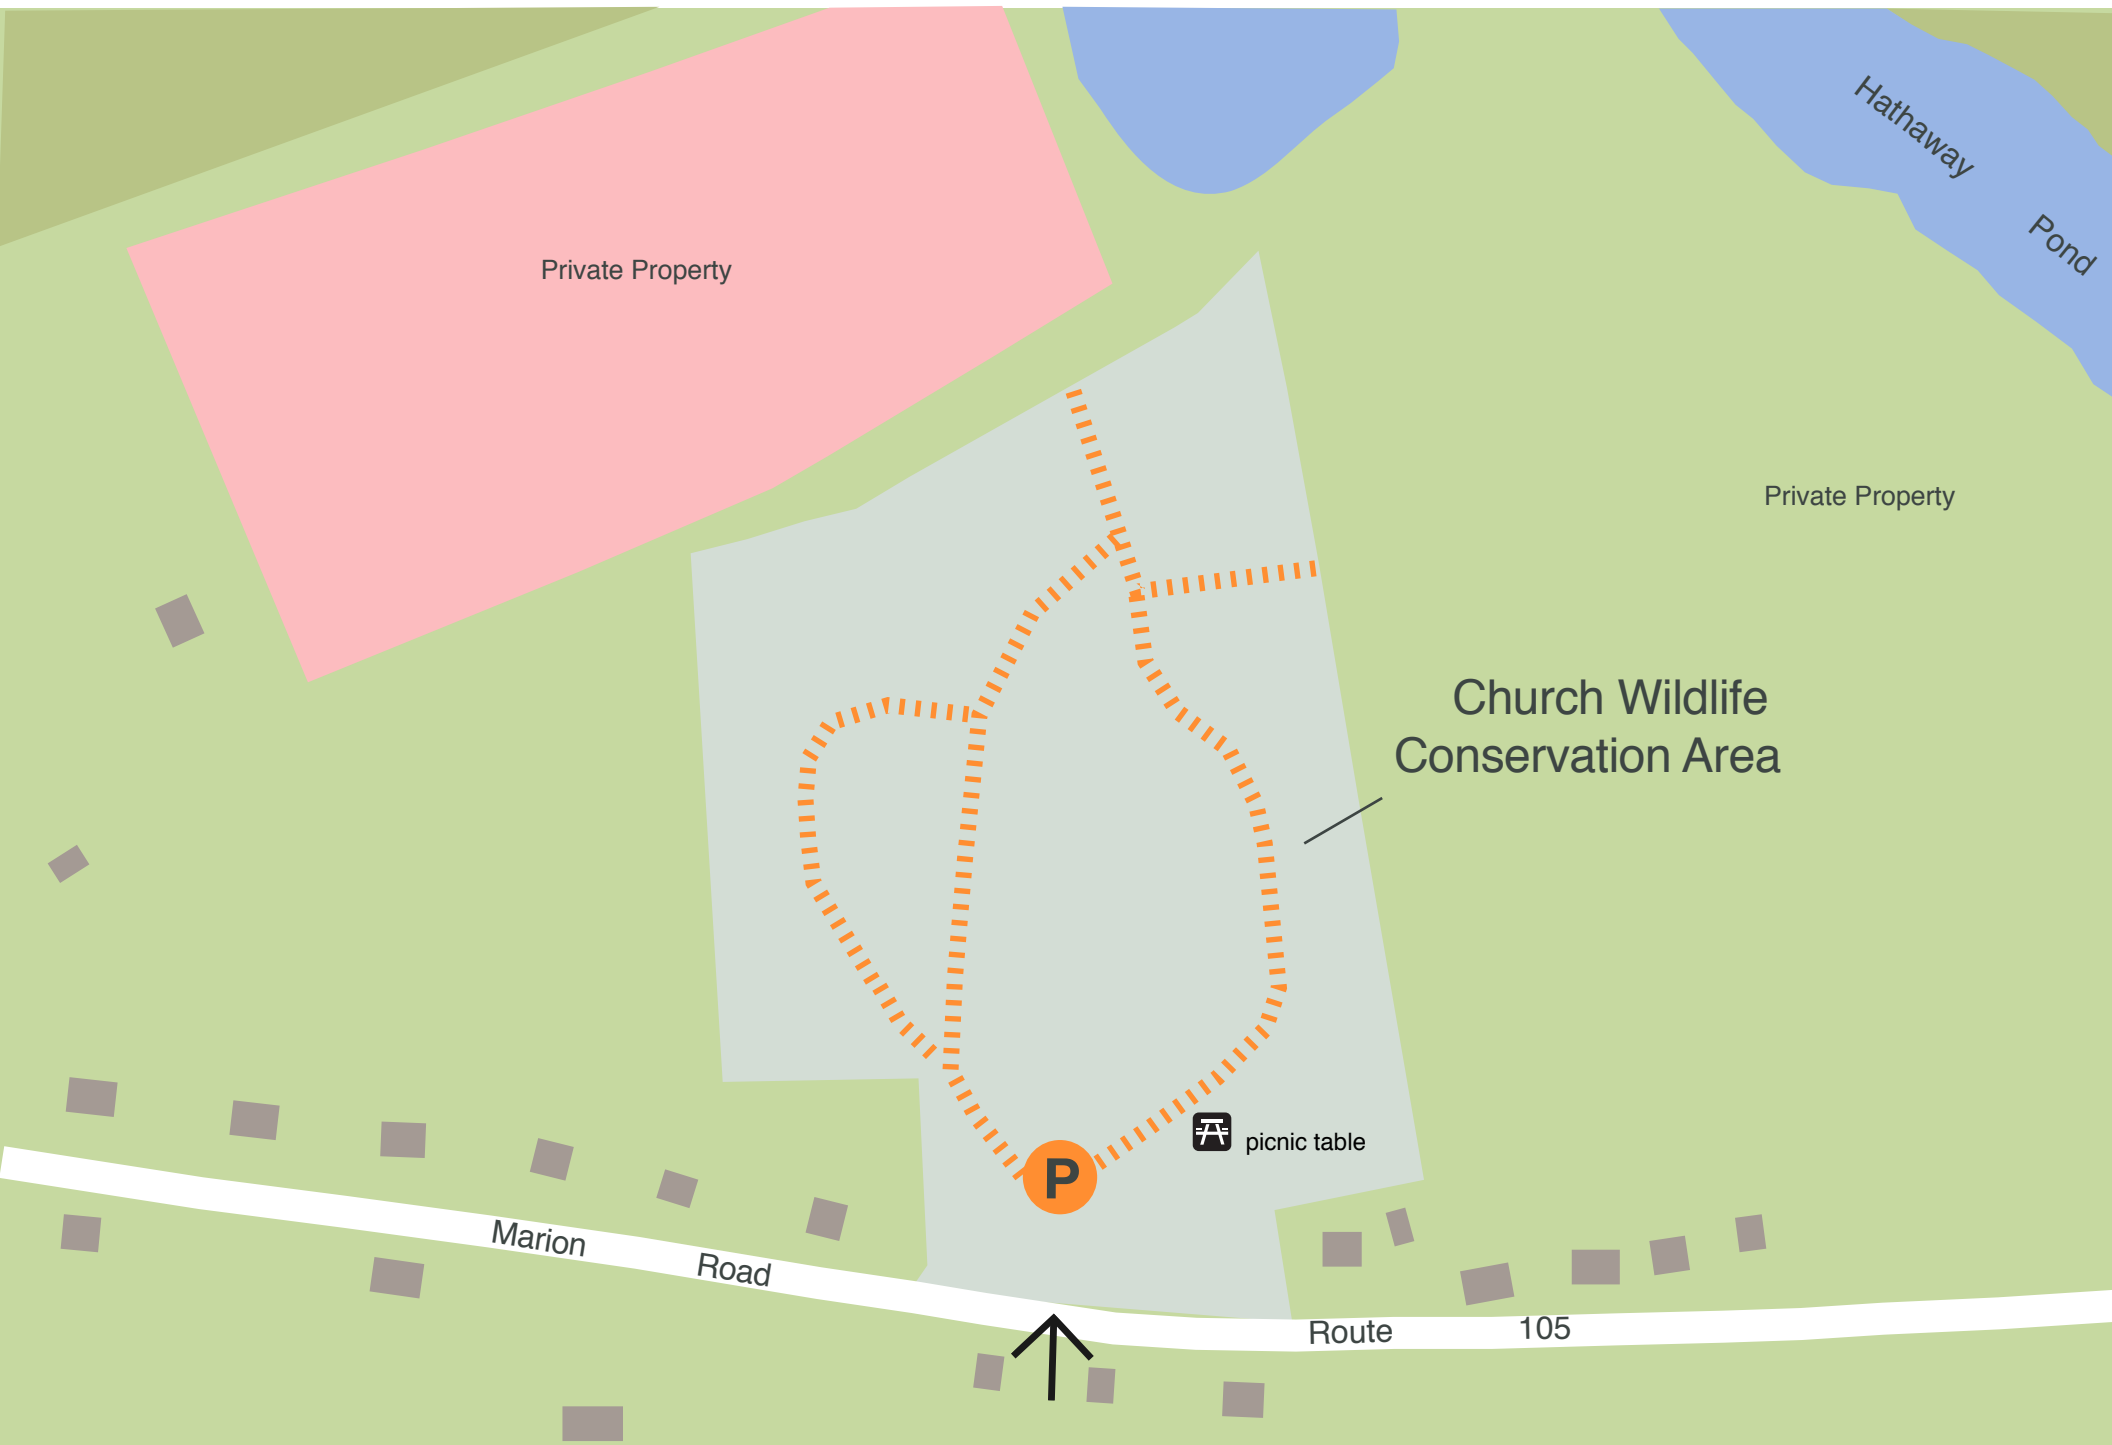 Hathaway
Pond
Private Property
Private Property
Church Wildlife
Conservation Area
picnic table
P
Marion
Road
Route
105